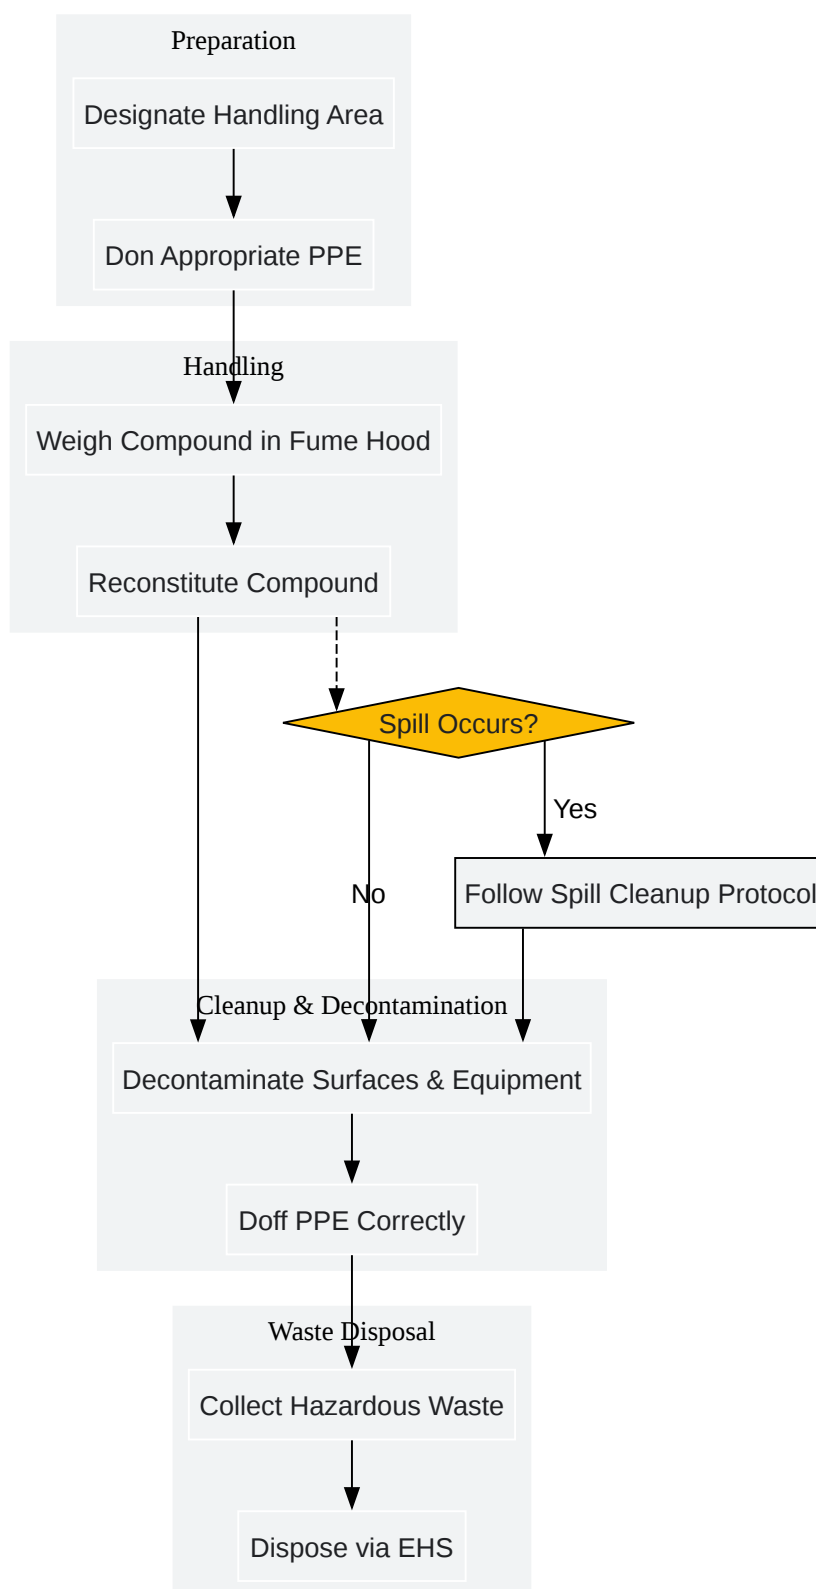 Preparation
Designate Handling Area
Don Appropriate PPE
Handling
Weigh Compound in Fume Hood
Reconstitute Compound
Spill Occurs?
Yes
No
Follow Spill Cleanup Protocol
Cleanup & Decontamination
Decontaminate Surfaces & Equipment
Doff PPE Correctly
Waste Disposal
Collect Hazardous Waste
Dispose via EHS